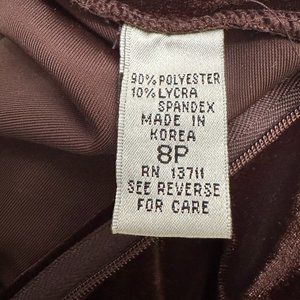 90% POLYESTER
10% LYCRA
SPANDEX
MADE IN
KOREA
8P
RN 13711
SEE REVERSE
FOR CARE